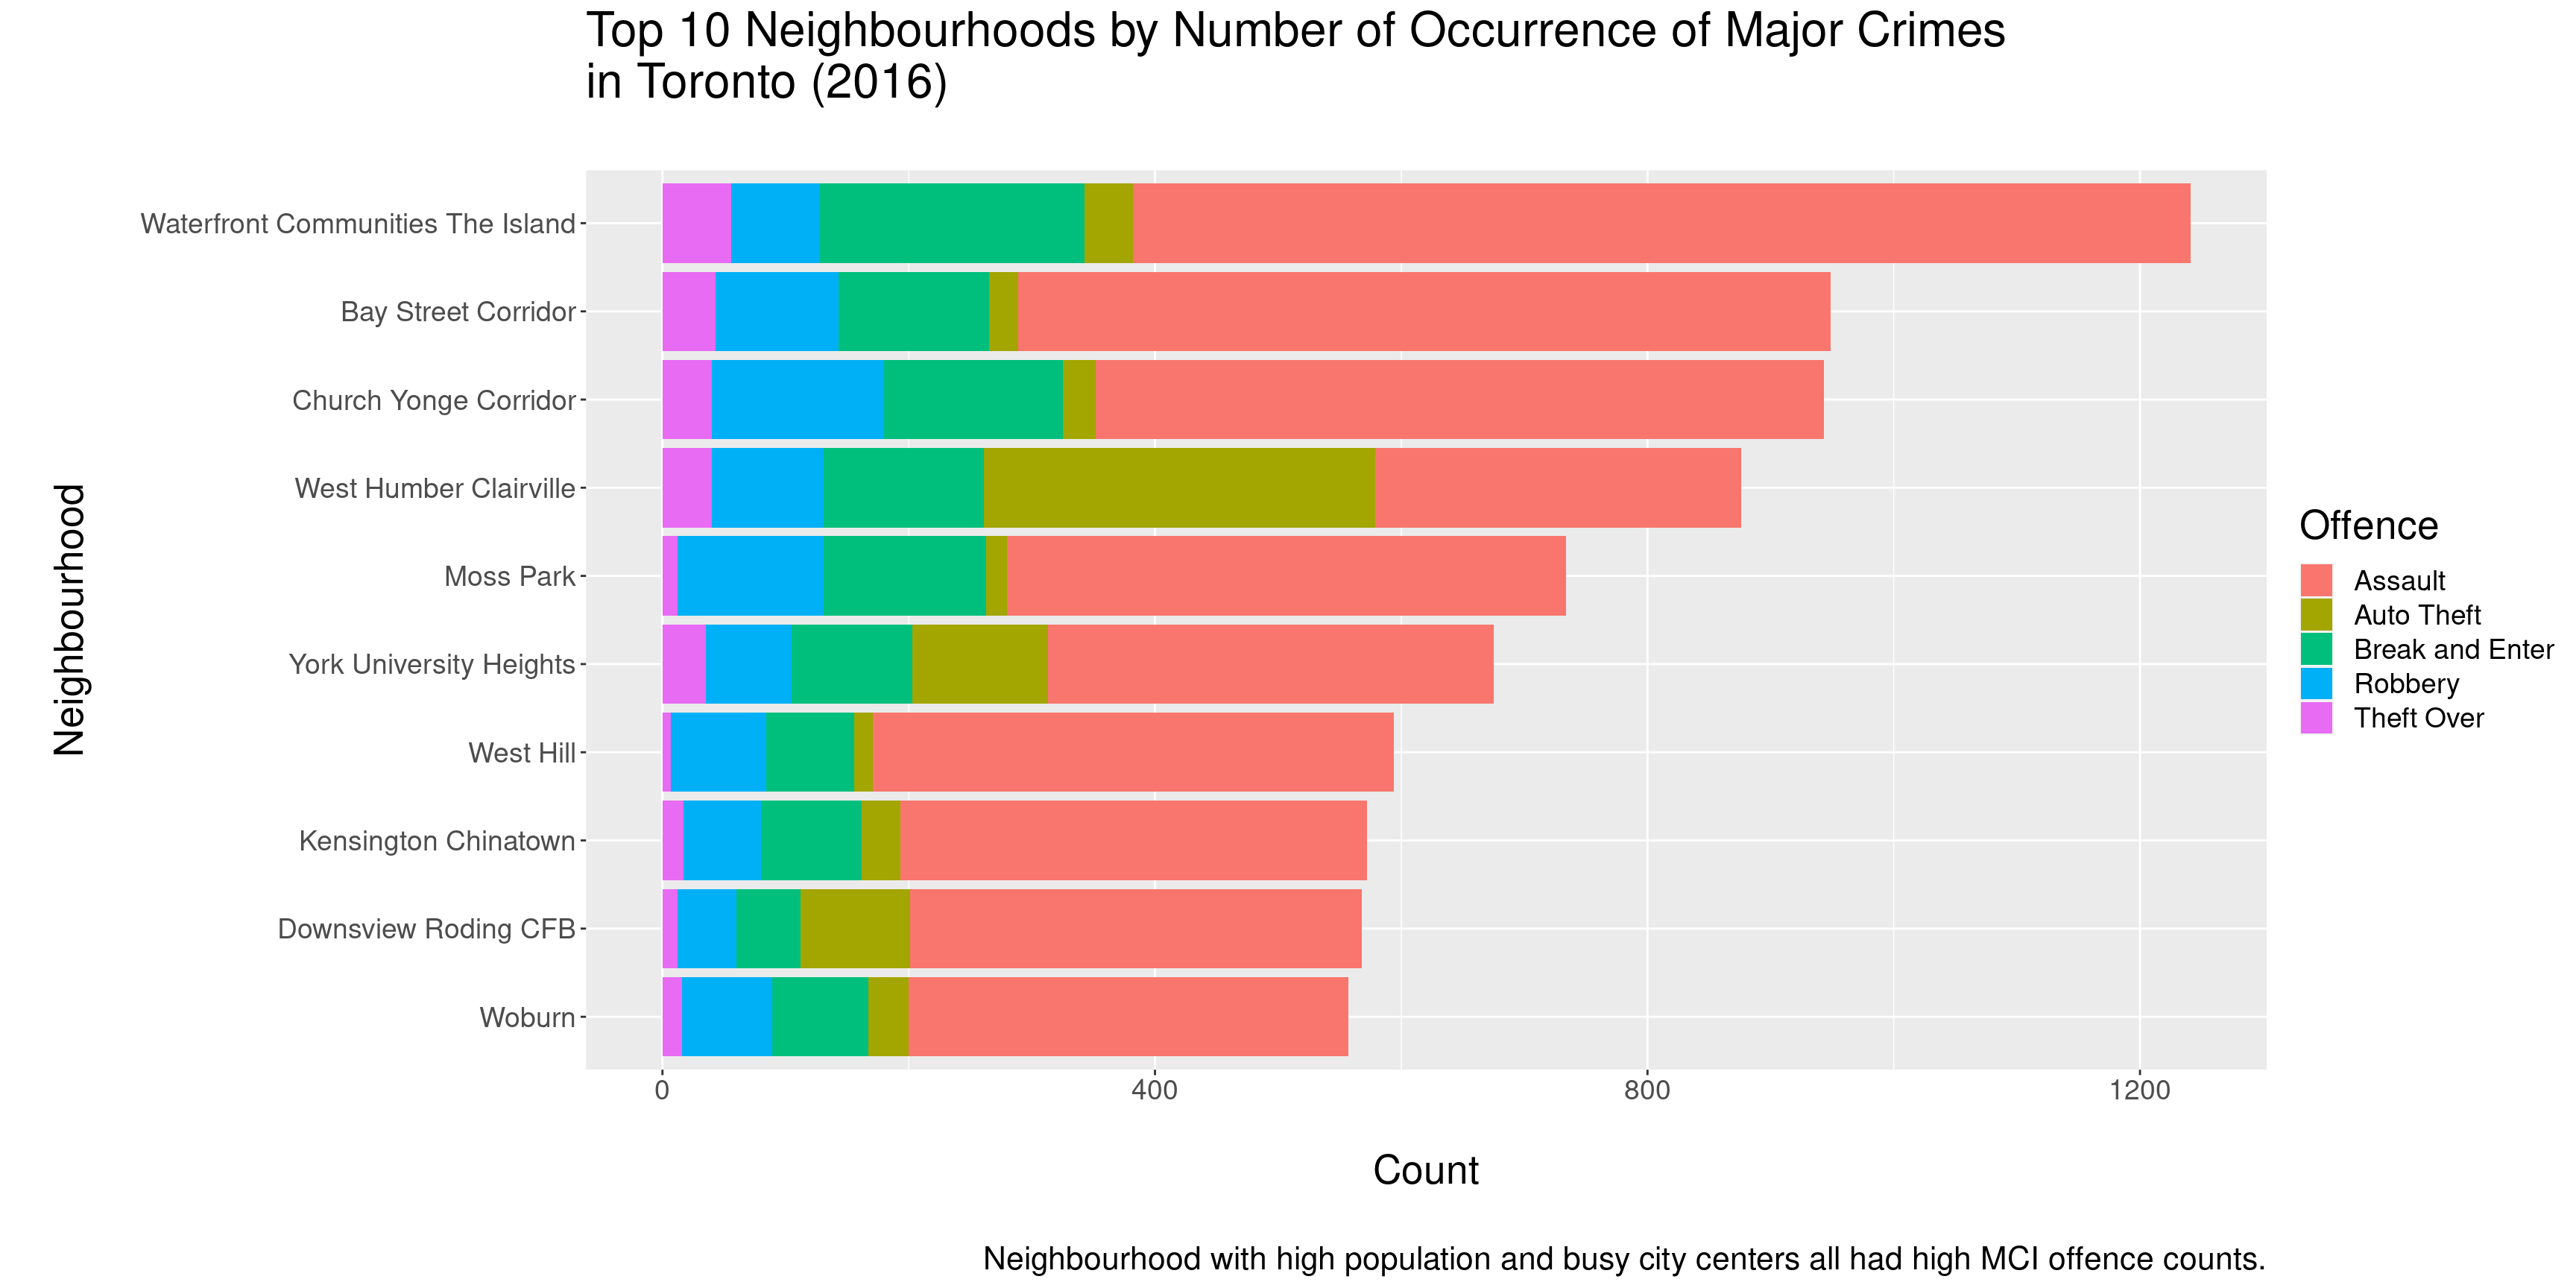 Top 10 Neighbourhoods by Number of Occurrence of Major Crimes
in Toronto (2016)
Neighbourhood
Waterfront Communities The Island
Bay Street Corridor
Church Yonge Corridor
West Humber Clairville
Moss Park
York University Heights
West Hill
Kensington Chinatown
Downsview Roding CFB
Woburn
0 400 800 1200
Count
Offence
Assault
Auto Theft
Break and Enter
Robbery
Theft Over
Neighbourhood with high population and busy city centers all had high MCI offence counts.